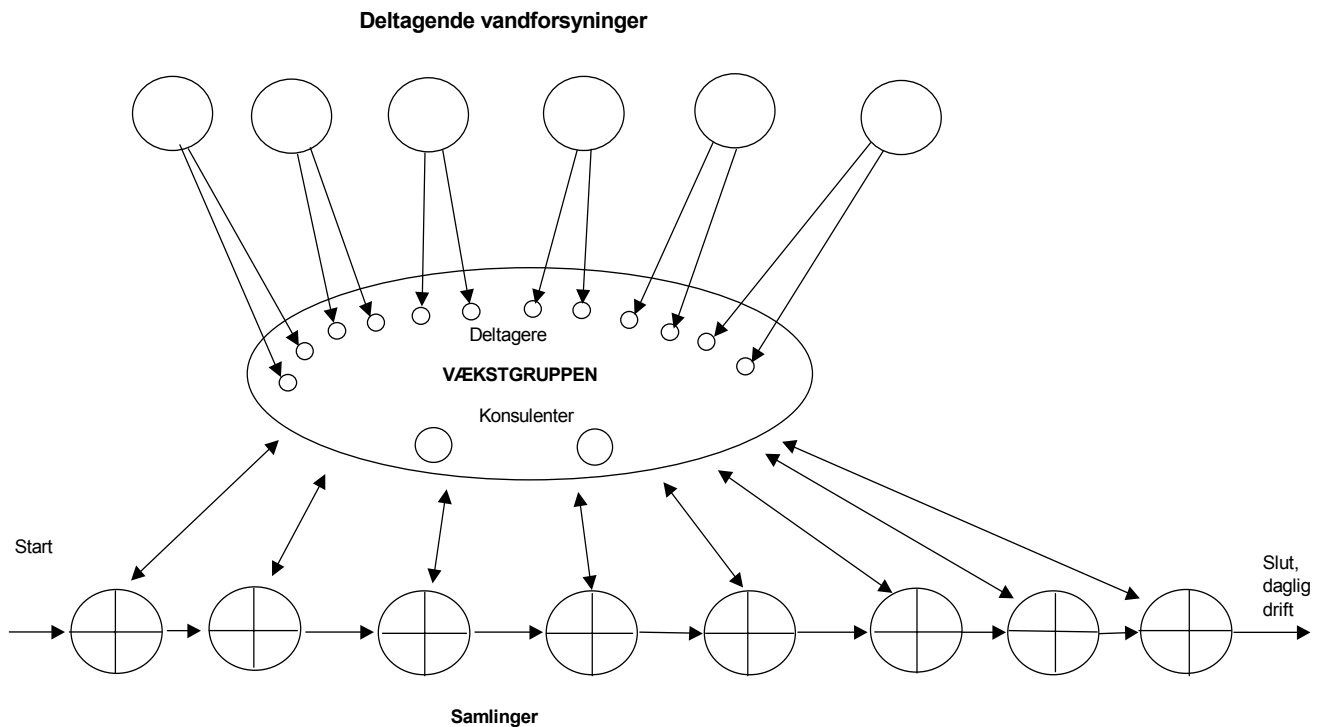 Deltagende vandforsyninger
Deltagere
VÆKSTGRUPPEN
Konsulenter
Start
Slut,
daglig
drift
Samlinger